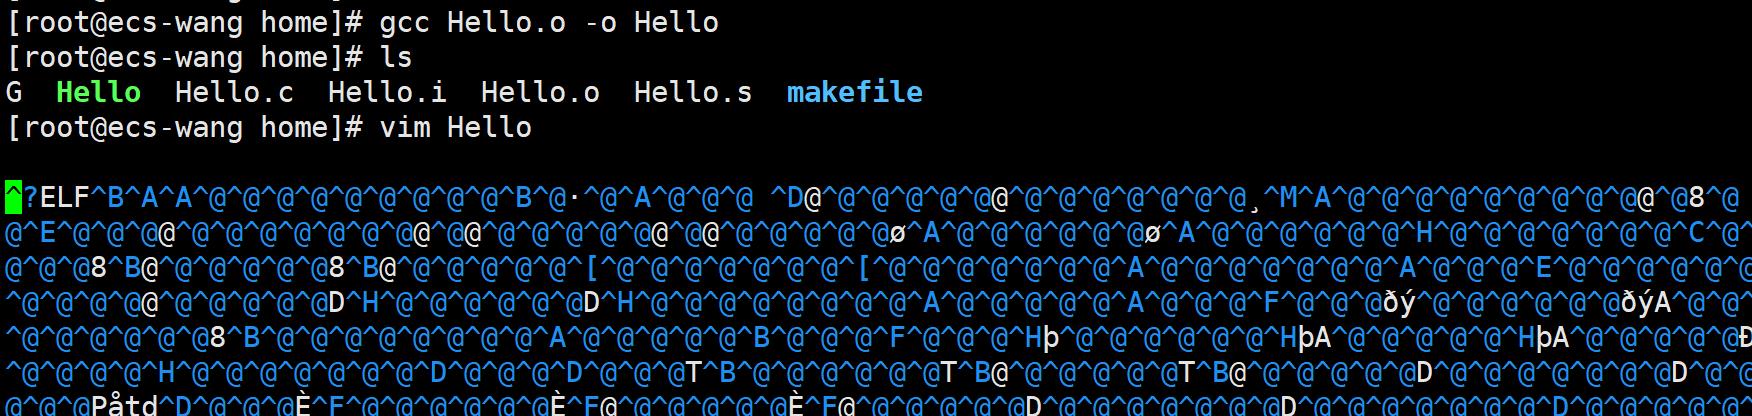 [root@ecs-wang home]# gcc Hello.o -o Hello
[root@ecs-wang home]# ls
G  Hello  Hello.c  Hello.i  Hello.o  Hello.s  makefile
[root@ecs-wang home]# vim Hello
^?ELF^B^A^A^@^@^@^@^@^@^@^@^@^B^@·^@^A^@^@^@ ^D@^@^@^@^@^@@^@^@^@^@^@^@^@¸^M^A^@^@^@^@^@^@^@^@^@@^@8^@
@^E^@^@^@@^@^@^@^@^@^@^@@^@@^@^@^@^@^@@^@@^@^@^@^@^@ø^A^@^@^@^@^@^@ø^A^@^@^@^@^@^@^H^@^@^@^@^@^@^@^C^@^
@^@^@8^B@^@^@^@^@^@8^B@^@^@^@^@^@^[^@^@^@^@^@^@^@^[^@^@^@^@^@^@^@^A^@^@^@^@^@^@^@^A^@^@^@^E^@^@^@^@^@^@
^@^@^@^@@^@^@^@^@^@D^H^@^@^@^@^@^@D^H^@^@^@^@^@^@^@^A^@^@^@^@^@^A^@^@^@^F^@^@^@ðý^@^@^@^@^@^@ðýA^@^@^
^@^@^@^@^@^@8^B^@^@^@^@^@^@^@^@^A^@^@^@^@^@^B^@^@^@^F^@^@^@^Hþ^@^@^@^@^@^@^HþA^@^@^@^@^@^HþA^@^@^@^@^@Ð
^@^@^@^@^H^@^@^@^@^@^@^@^D^@^@^@^D^@^@^@T^B^@^@^@^@^@^@T^B@^@^@^@^@^@T^B@^@^@^@^@^@D^@^@^@^@^@^@^@D^@^
@^@^@Påtd^D^@^@^@È^F^@^@^@^@^@^@È^F@^@^@^@^@^@È^F@^@^@^@^@^@D^@^@^@^@^@^@^@D^@^@^@^@^@^@^@^D^@^@^@^@^